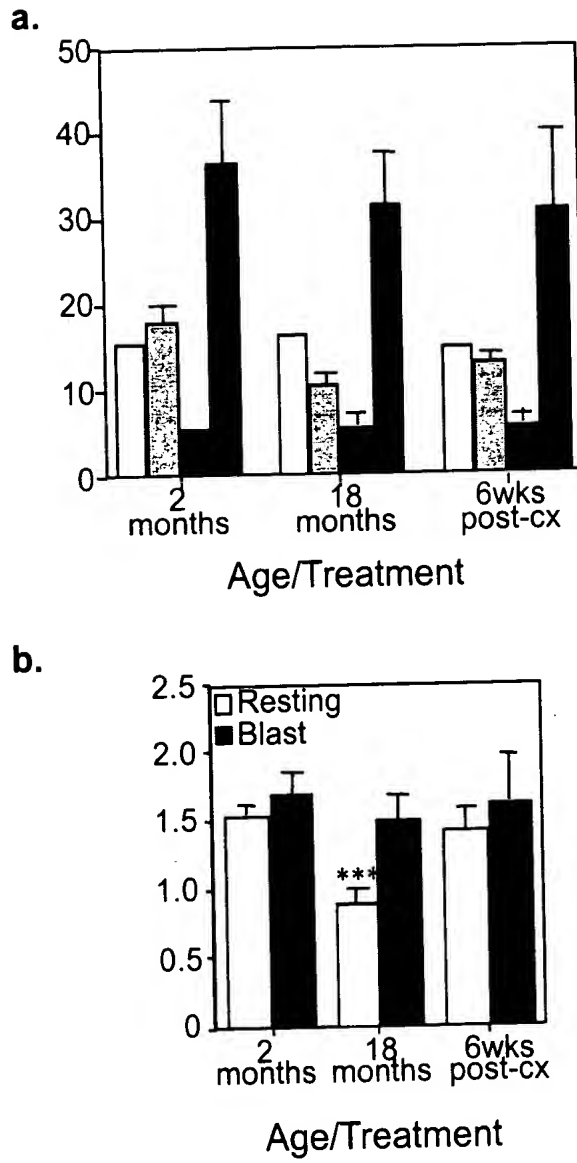 a.
50
40
30
20
10
0
2
months
18
months
6wks
post-cx
Age/Treatment
b.
2.5
2.0
1.5
1.0
0.5
0
Resting
Blast
***
2
months
18
months
6wks
post-cx
Age/Treatment